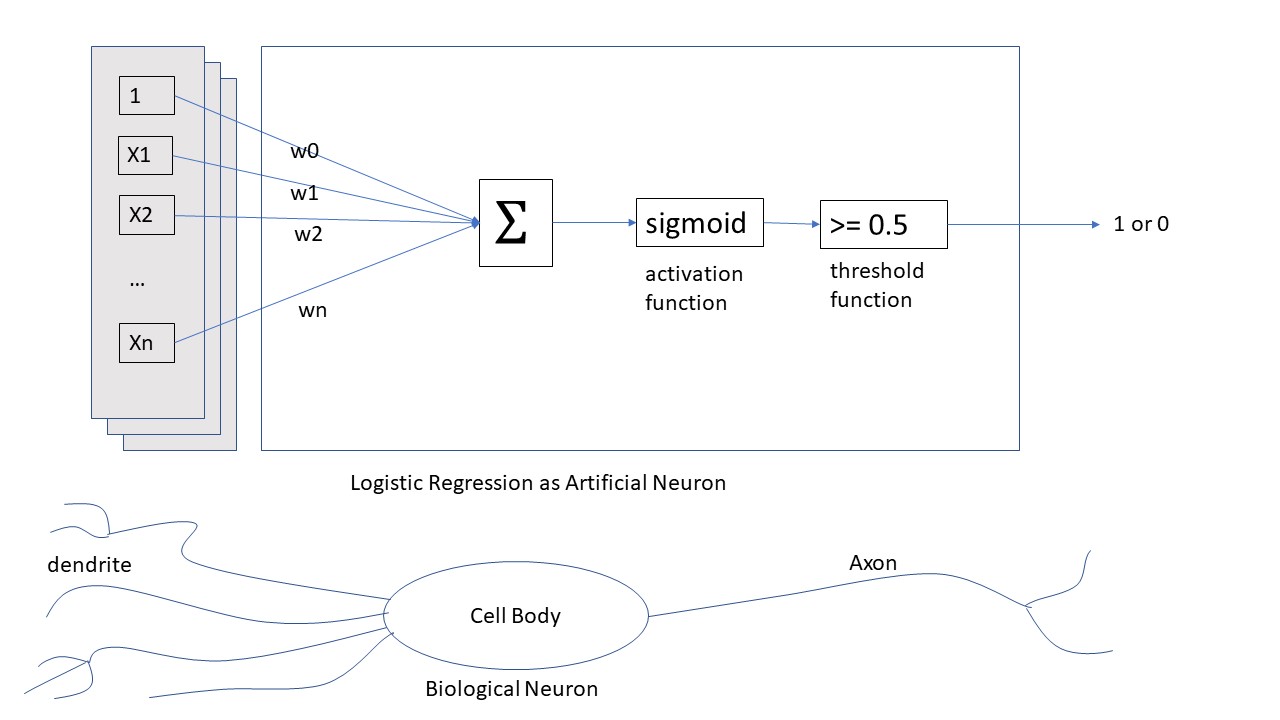 1
X1
X2
...
Xn
w0
w1
w2
wn
Σ
sigmoid
activation
function
>= 0.5
threshold
function
1 or 0
Logistic Regression as Artificial Neuron
dendrite
Cell Body
Axon
Biological Neuron